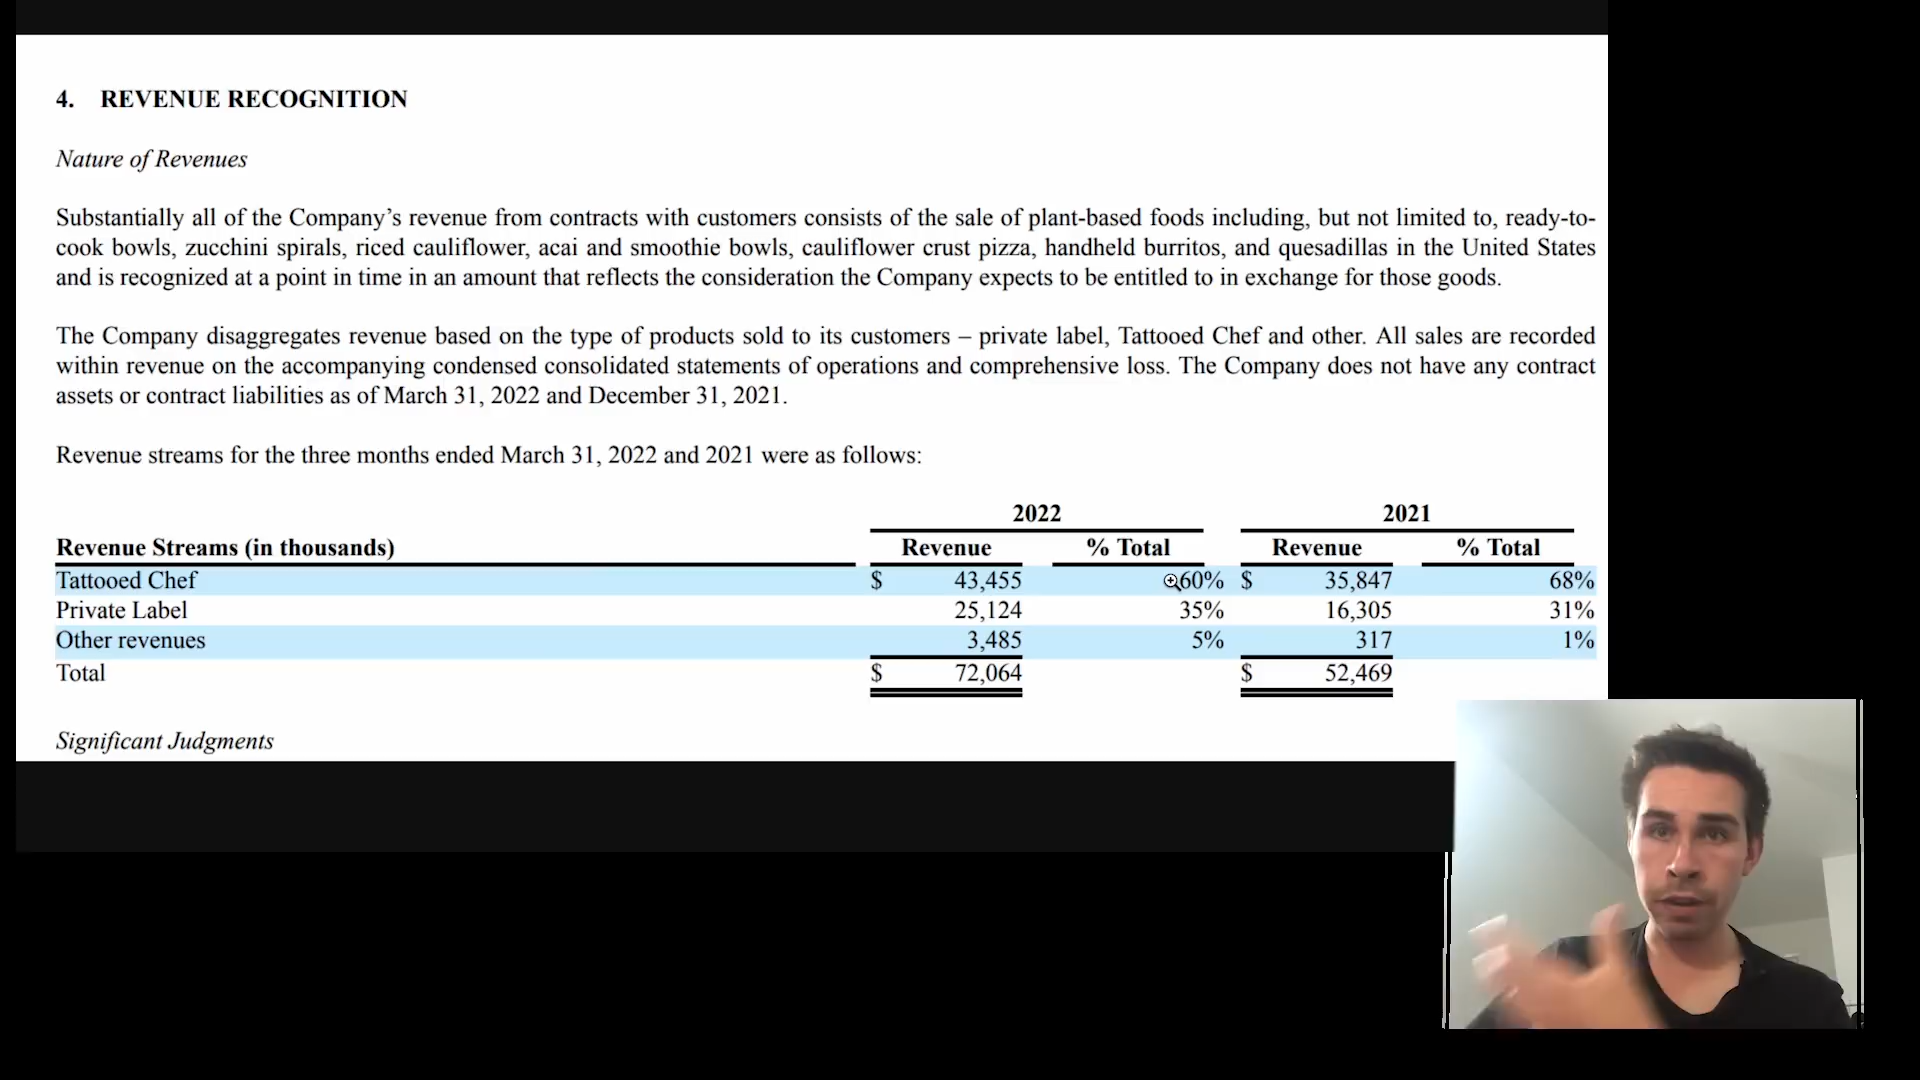 4. REVENUE RECOGNITION
Nature of Revenues
Substantially all of the Company’s revenue from contracts with customers consists of the sale of plant-based foods including, but not limited to, ready-to-
cook bowls, zucchini spirals, riced cauliflower, acai and smoothie bowls, cauliflower crust pizza, handheld burritos, and quesadillas in the United States
and is recognized at a point in time in an amount that reflects the consideration the Company expects to be entitled to in exchange for those goods.
The Company disaggregates revenue based on the type of products sold to its customers – private label, Tattooed Chef and other. All sales are recorded
within revenue on the accompanying condensed consolidated statements of operations and comprehensive loss. The Company does not have any contract
assets or contract liabilities as of March 31, 2022 and December 31, 2021.
Revenue streams for the three months ended March 31, 2022 and 2021 were as follows:
2022 2021
Revenue Streams (in thousands) Revenue % Total Revenue % Total
Tattooed Chef $ 43,455 60% $ 35,847 68%
Private Label 25,124 35% 16,305 31%
Other revenues 3,485 5% 317 1%
Total $ 72,064 $ 52,469
Significant Judgments